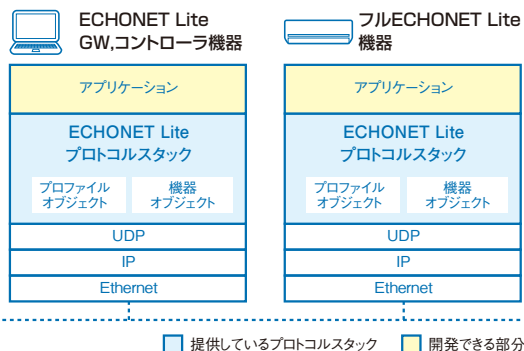 ECHONET Lite
GW,コントローラ機器
アプリケーション
ECHONET Lite
プロトコルスタック
プロファイル
オブジェクト
機器
オブジェクト
UDP
IP
Ethernet
フルECHONET Lite
機器
アプリケーション
ECHONET Lite
プロトコルスタック
プロファイル
オブジェクト
機器
オブジェクト
UDP
IP
Ethernet
提供しているプロトコルスタック
開発できる部分